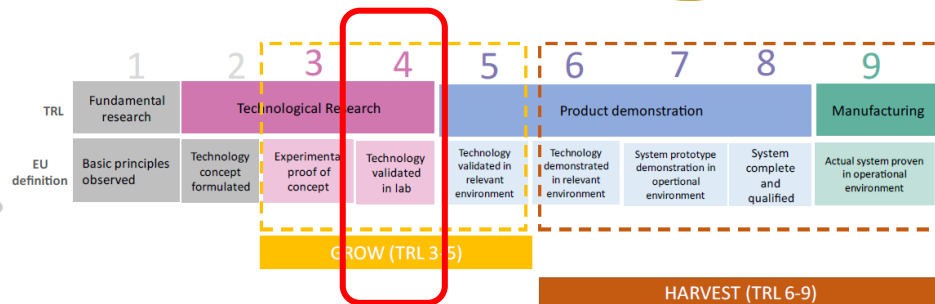 1 2 3 4 5 6 7 8 9
TRL
Fundamental
research
Technological Research
Product demonstration
Manufacturing
EU
definition
Basic principles
observed
Technology
concept
formulated
Experimental
proof of
concept
Technology
validated
in lab
Technology
validated in
relevant
environment
Technology
demonstrated
in relevant
environment
System prototype
demonstration in
opertional
environment
System
complete
and
qualified
Actual system proven
in operational
environment
GROW (TRL 3-5)
HARVEST (TRL 6-9)